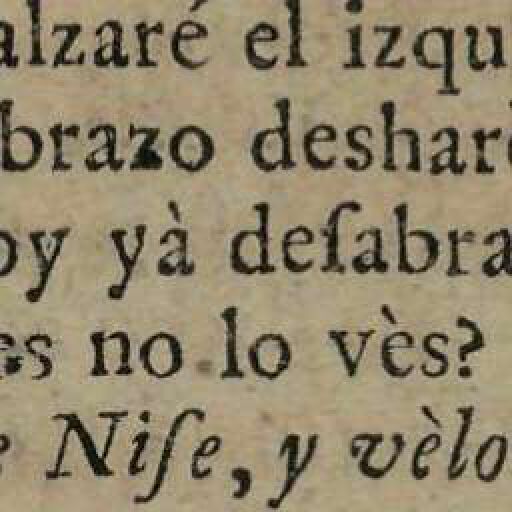 alzaré el izqu
brazo deshar
oy yà deſabra
es no lo vès?
e Niſe, y vèlo